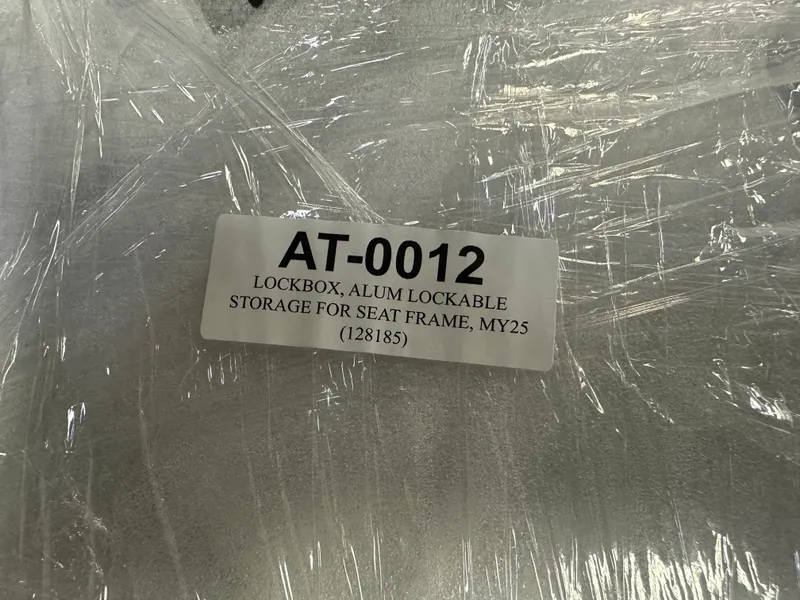 AT-0012
LOCKBOX, ALUM LOCKABLE
STORAGE FOR SEAT FRAME, MY25
(128185)